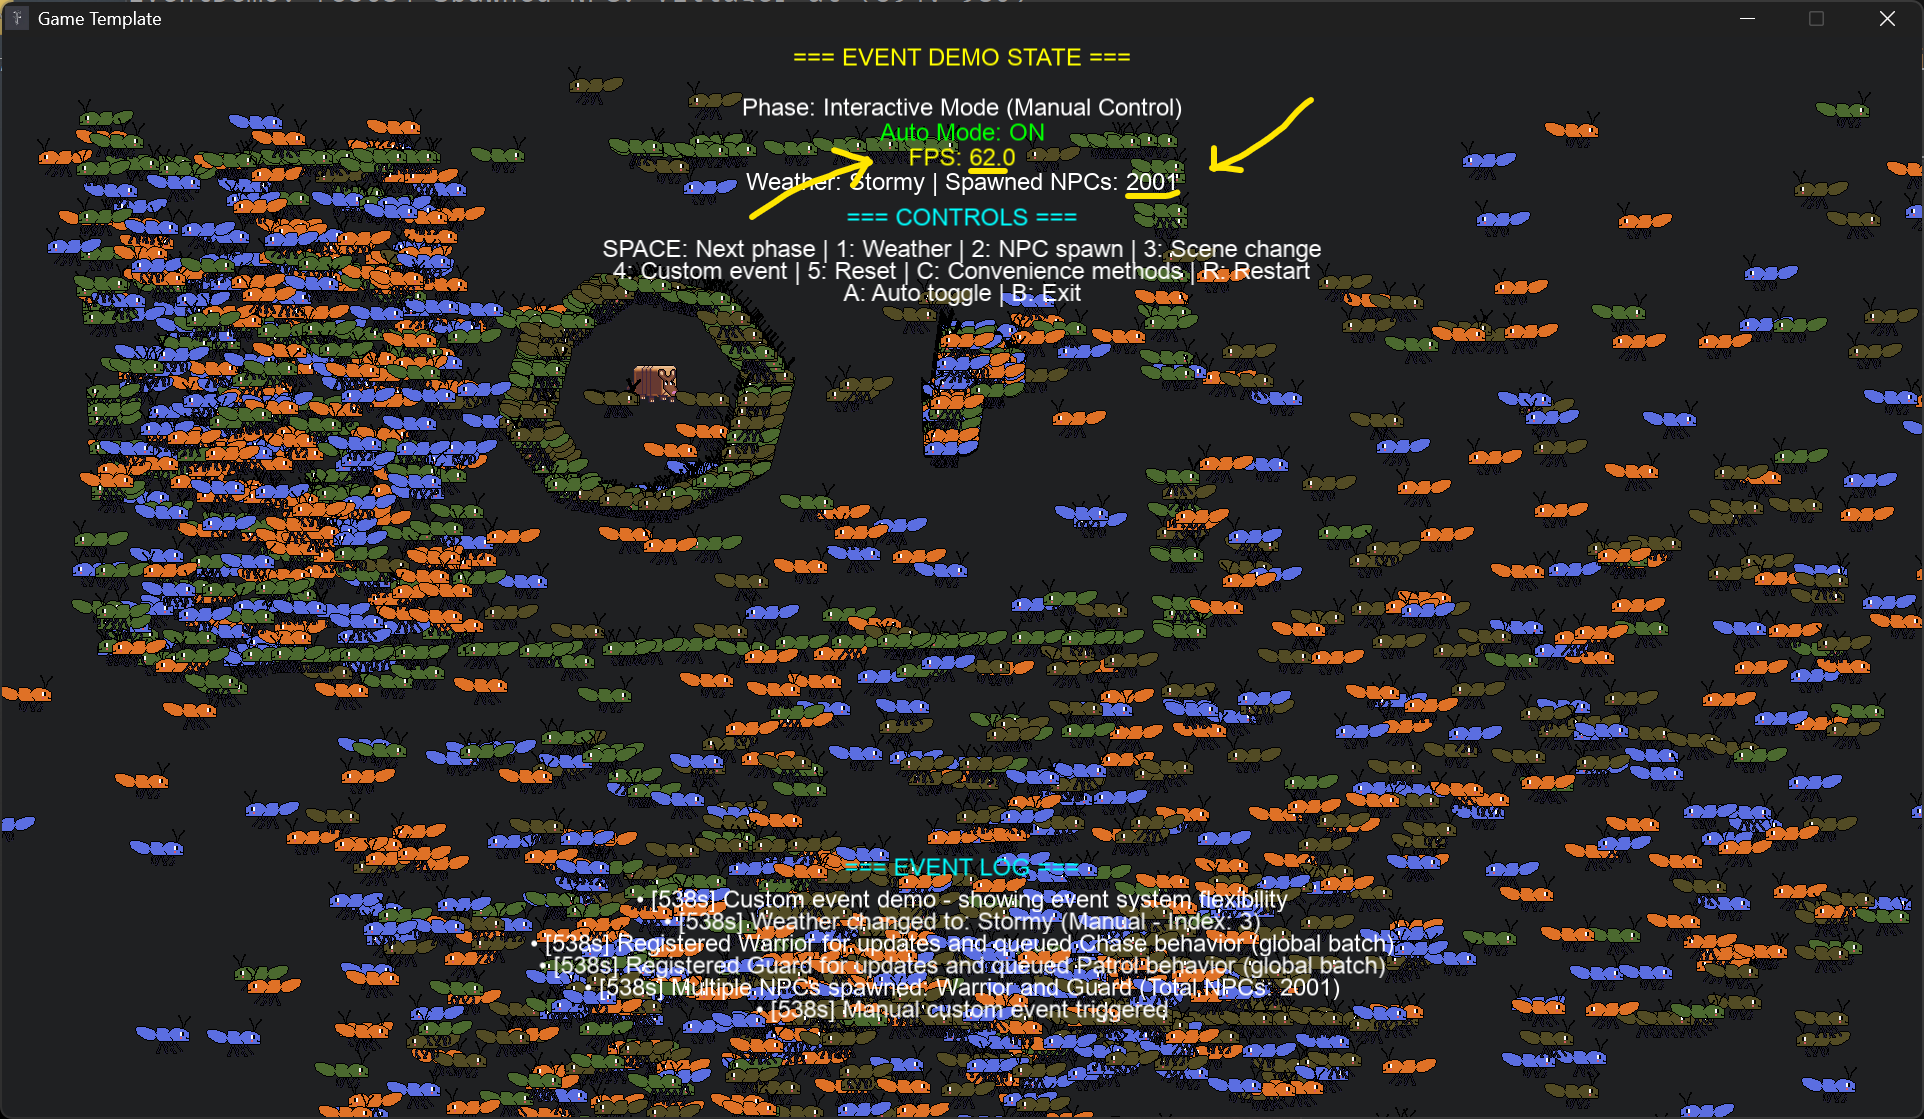 Game Template
=== EVENT DEMO STATE ===
Phase: Interactive Mode (Manual Control)
Auto Mode: ON
FPS: 62.0
Weather: Stormy | Spawned NPCs: 2001
=== CONTROLS ===
SPACE: Next phase | 1: Weather | 2: NPC spawn | 3: Scene change
4: Custom event | 5: Reset | C: Convenience methods | R: Restart
A: Auto toggle | B: Exit
=== EVENT LOG ===
• [538s] Custom event demo - showing event system flexibility
• [538s] Weather changed to: Stormy (Manual - Index: 3)
• [538s] Registered Warrior for updates and queued Chase behavior (global batch)
• [538s] Registered Guard for updates and queued Patrol behavior (global batch)
• [538s] Multiple NPCs spawned: Warrior and Guard (Total NPCs: 2001)
• [538s] Manual custom event triggered